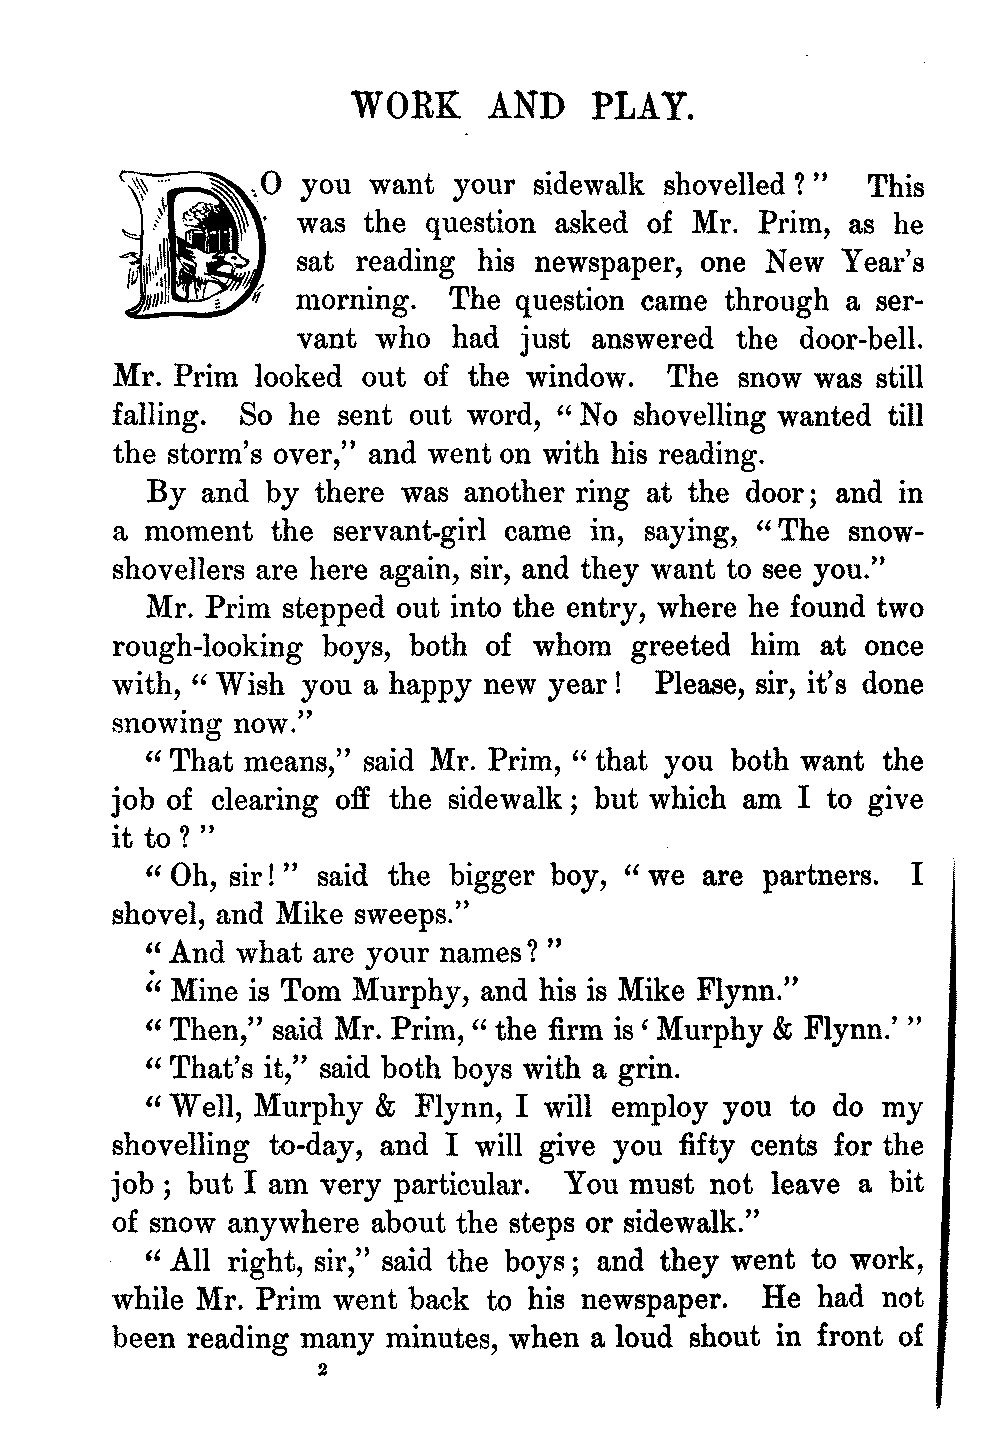 WORK AND PLAY.
DO you want your sidewalk shovelled?" This
was the question asked of Mr. Prim, as he
sat reading his newspaper, one New Year's
morning. The question came through a ser-
vant who had just answered the door-bell.
Mr. Prim looked out of the window. The snow was still
falling. So he sent out word, "No shovelling wanted till
the storm's over," and went on with his reading.
By and by there was another ring at the door; and in
a moment the servant-girl came in, saying, "The snow-
shovellers are here again, sir, and they want to see you."
Mr. Prim stepped out into the entry, where he found two
rough-looking boys, both of whom greeted him at once
with, "Wish you a happy new year! Please, sir, it's done
snowing now."
"That means," said Mr. Prim, "that you both want the
job of clearing off the sidewalk; but which am I to give
it to?"
"Oh, sir!" said the bigger boy, "we are partners. I
shovel, and Mike sweeps."
"And what are your names?"
"Mine is Tom Murphy, and his is Mike Flynn."
"Then," said Mr. Prim, "the firm is 'Murphy & Flynn.'"
"That's it," said both boys with a grin.
"Well, Murphy & Flynn, I will employ you to do my
shovelling to-day, and I will give you fifty cents for the
job; but I am very particular. You must not leave a bit
of snow anywhere about the steps or sidewalk."
"All right, sir," said the boys; and they went to work,
while Mr. Prim went back to his newspaper. He had not
been reading many minutes, when a loud shout in front of
2